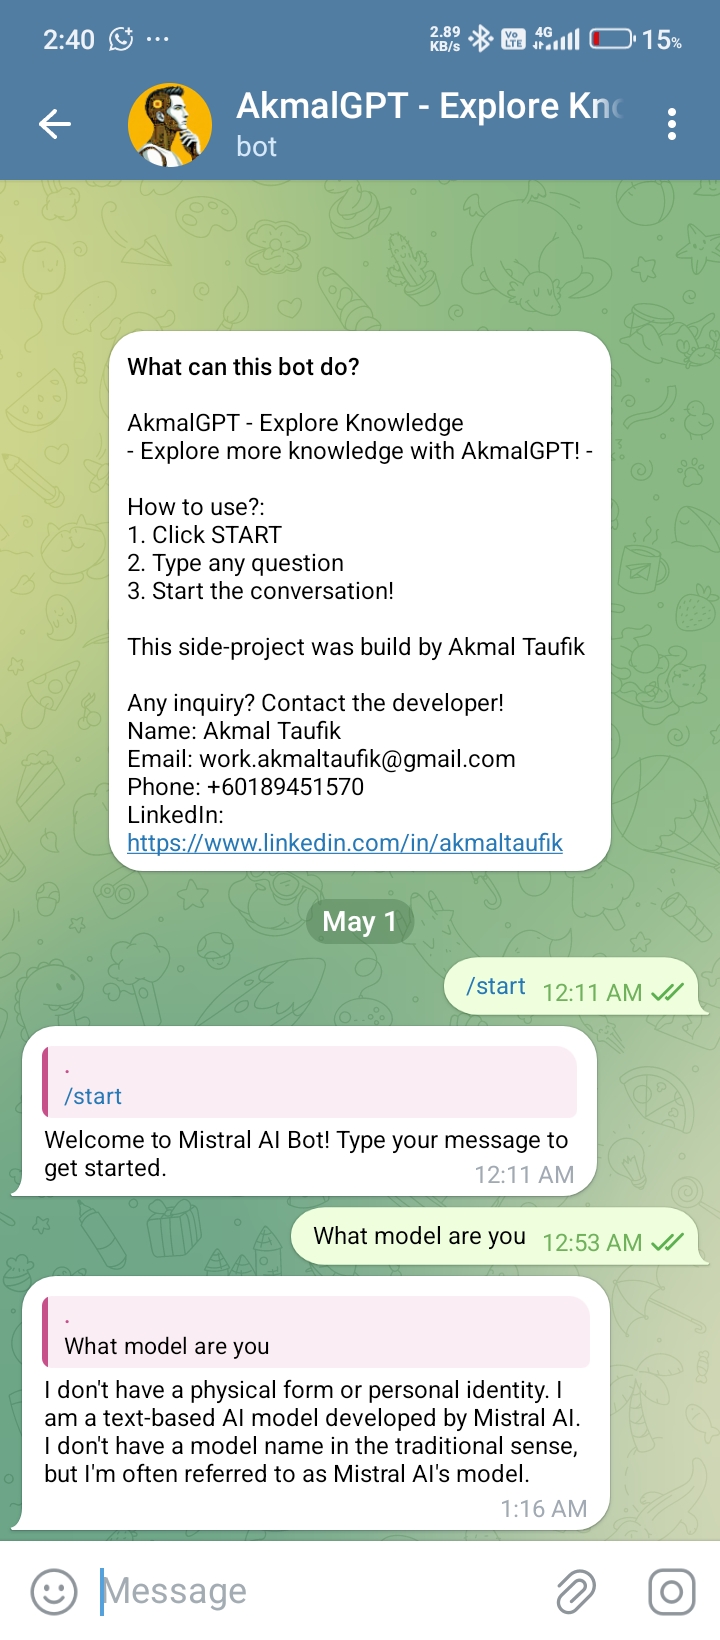 2:40 ... 2.89 KB/s Vo LTE 4G 15%
AkmalGPT - Explore Kno
bot
What can this bot do?
AkmalGPT - Explore Knowledge
- Explore more knowledge with AkmalGPT! -
How to use?:
1. Click START
2. Type any question
3. Start the conversation!
This side-project was build by Akmal Taufik
Any inquiry? Contact the developer!
Name: Akmal Taufik
Email: work.akmaltaufik@gmail.com
Phone: +60189451570
LinkedIn:
https://www.linkedin.com/in/akmaltaufik
May 1
/start 12:11 AM
.
/start
Welcome to Mistral AI Bot! Type your message to
get started. 12:11 AM
What model are you 12:53 AM
.
What model are you
I don't have a physical form or personal identity. I
am a text-based AI model developed by Mistral AI.
I don't have a model name in the traditional sense,
but I'm often referred to as Mistral AI's model.
1:16 AM
Message